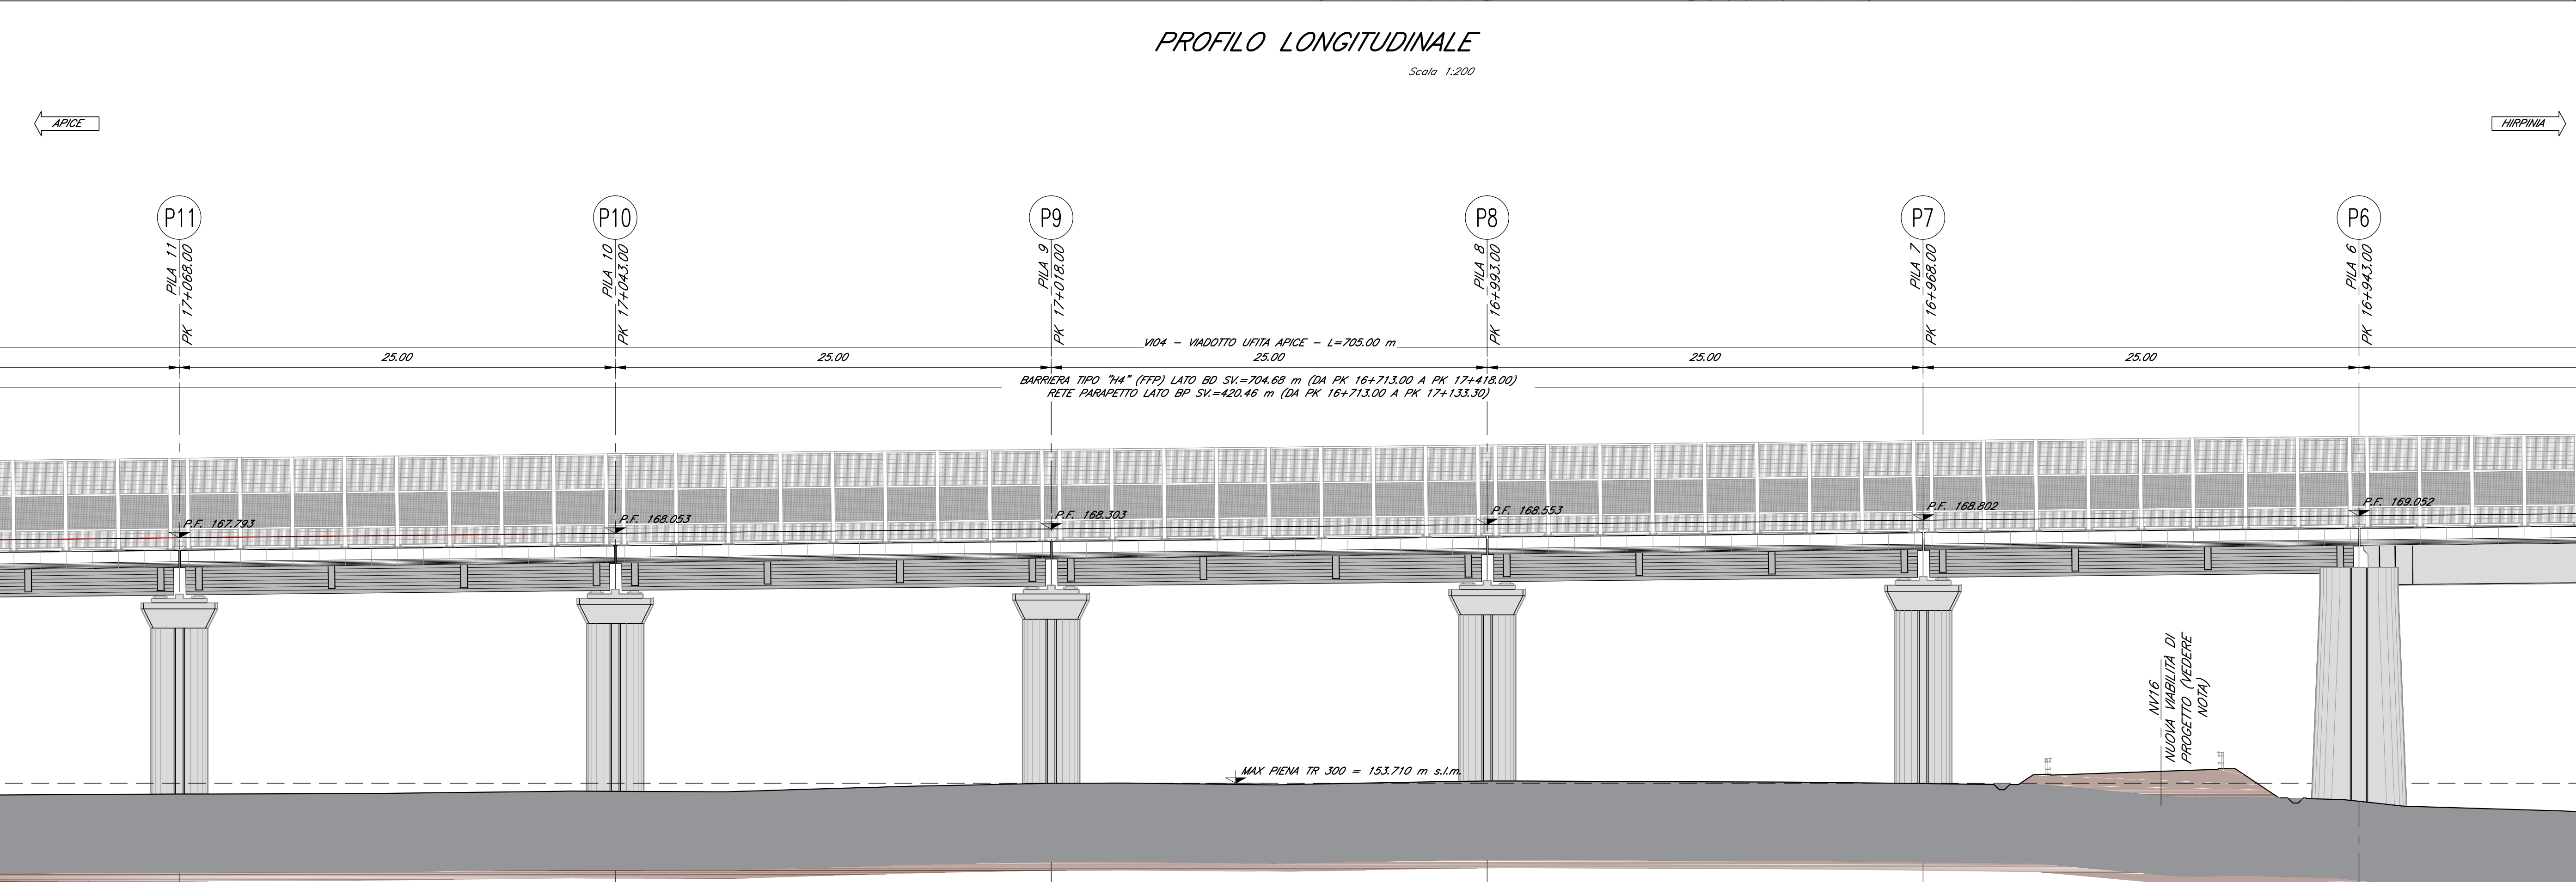 PROFILO LONGITUDINALE
Scala 1:200
APICE
HIRPINIA
P11
P10
P9
P8
P7
P6
PILA 11
PK 17+068.00
PILA 10
PK 17+043.00
PILA 9
PK 17+018.00
PILA 8
PK 16+993.00
PILA 7
PK 16+968.00
PILA 6
PK 16+943.00
VI04 - VIADOTTO UFITA APICE - L=705.00 m
25.00
25.00
25.00
25.00
25.00
BARRIERA TIPO "H4" (FFP) LATO BD SV.=704.68 m (DA PK 16+713.00 A PK 17+418.00)
RETE PARAPETTO LATO BP SV.=420.46 m (DA PK 16+713.00 A PK 17+133.30)
P.F. 167.793
P.F. 168.053
P.F. 168.303
P.F. 168.553
P.F. 168.802
P.F. 169.052
NV16
NUOVA VIABILITÀ DI
PROGETTO (VEDERE
NOTA)
MAX PIENA TR 300 = 153.710 m s.l.m.